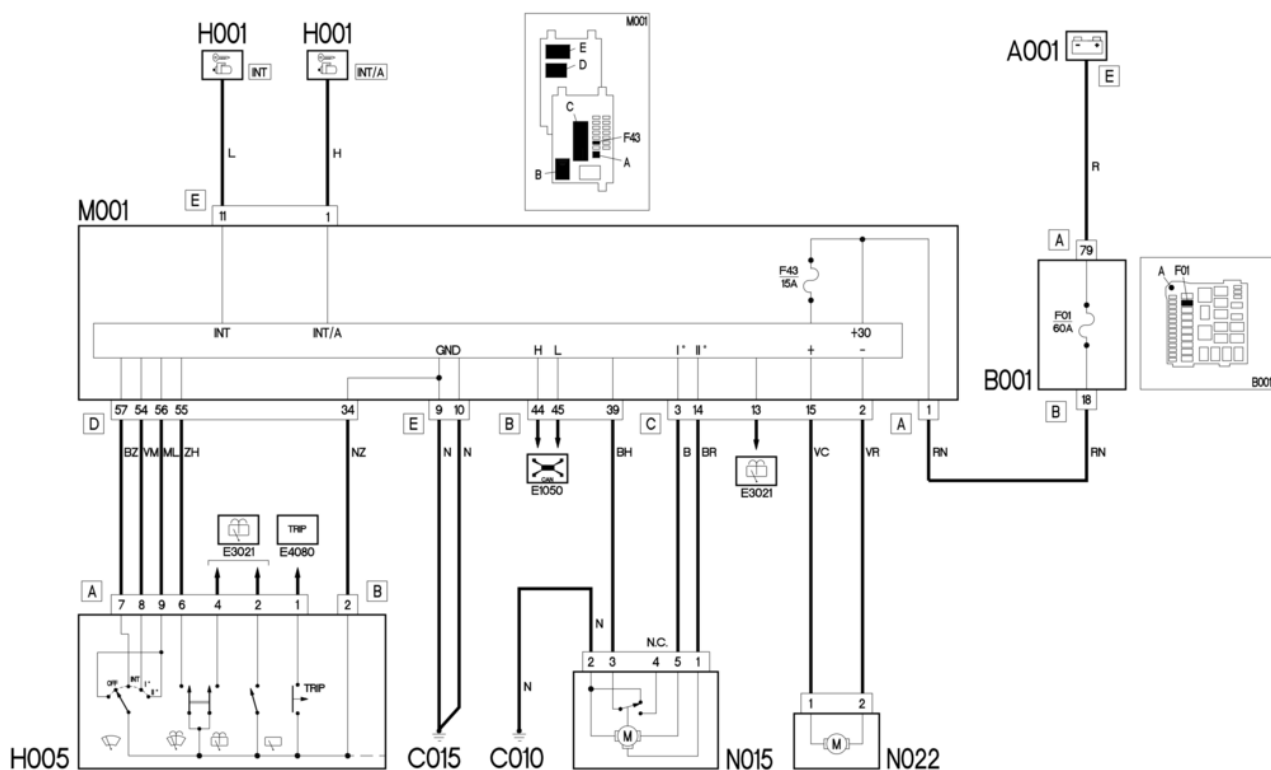 H001 H001 M001
INT INT/A
E
D
C
F43
B A
A001
E
L H R
E
M001
11 1
A
79
F43
15A
F01
60A
A F01
B001
B001
INT INT/A +30
GND H L I° II° + -
B
18
D 57 54 56 55 34 E 9 10 B 44 45 39 C 3 14 13 15 2 A 1
BZ VM ML ZH NZ N N BH B BR VC VR RN RN
CAN
E1050
E3021
TRIP
E3021 E4080
A 7 8 9 6 4 2 1 2 B
N N.C.
2 3 4 5 1
1 2
OFF INT I° II°
TRIP
N
M M
H005 C015 C010 N015 N022